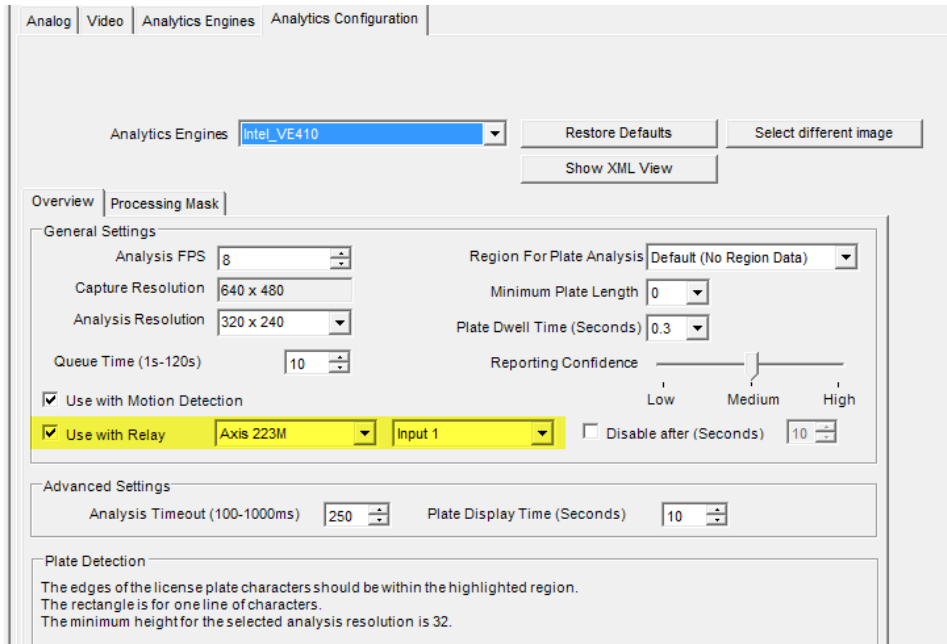 Analog Video Analytics Engines Analytics Configuration
Analytics Engines Intel_VE410 Restore Defaults Select different image
Show XML View
Overview Processing Mask
General Settings
Analysis FPS 8 Region For Plate Analysis Default (No Region Data)
Capture Resolution 640 x 480 Minimum Plate Length 0
Analysis Resolution 320 x 240 Plate Dwell Time (Seconds) 0.3
Queue Time (1s-120s) 10 Reporting Confidence
Use with Motion Detection Low Medium High
Use with Relay Axis 223M Input 1 Disable after (Seconds) 10
Advanced Settings
Analysis Timeout (100-1000ms) 250 Plate Display Time (Seconds) 10
Plate Detection
The edges of the license plate characters should be within the highlighted region.
The rectangle is for one line of characters.
The minimum height for the selected analysis resolution is 32.